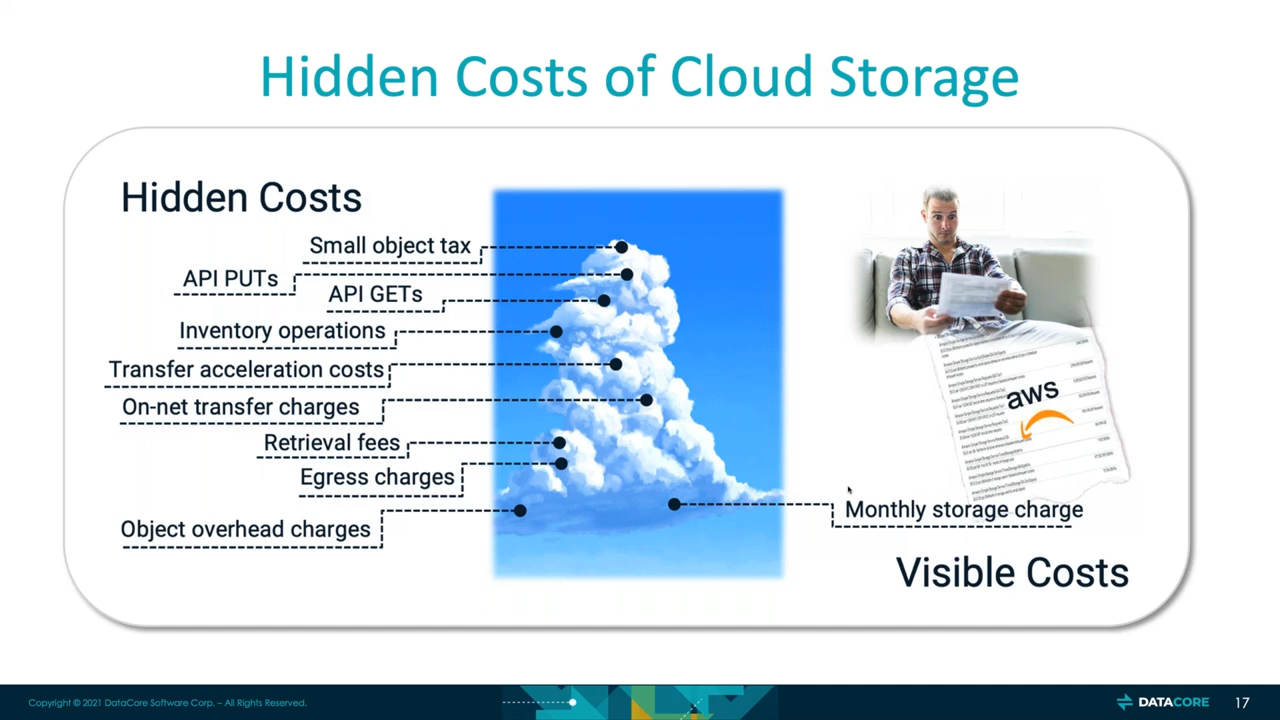 Hidden Costs of Cloud Storage
Hidden Costs
Small object tax
API PUTs
API GETs
Inventory operations
Transfer acceleration costs
On-net transfer charges
Retrieval fees
Egress charges
Object overhead charges
aws
Monthly storage charge
Visible Costs
Copyright © 2021 DataCore Software Corp. – All Rights Reserved.
DATACORE
17